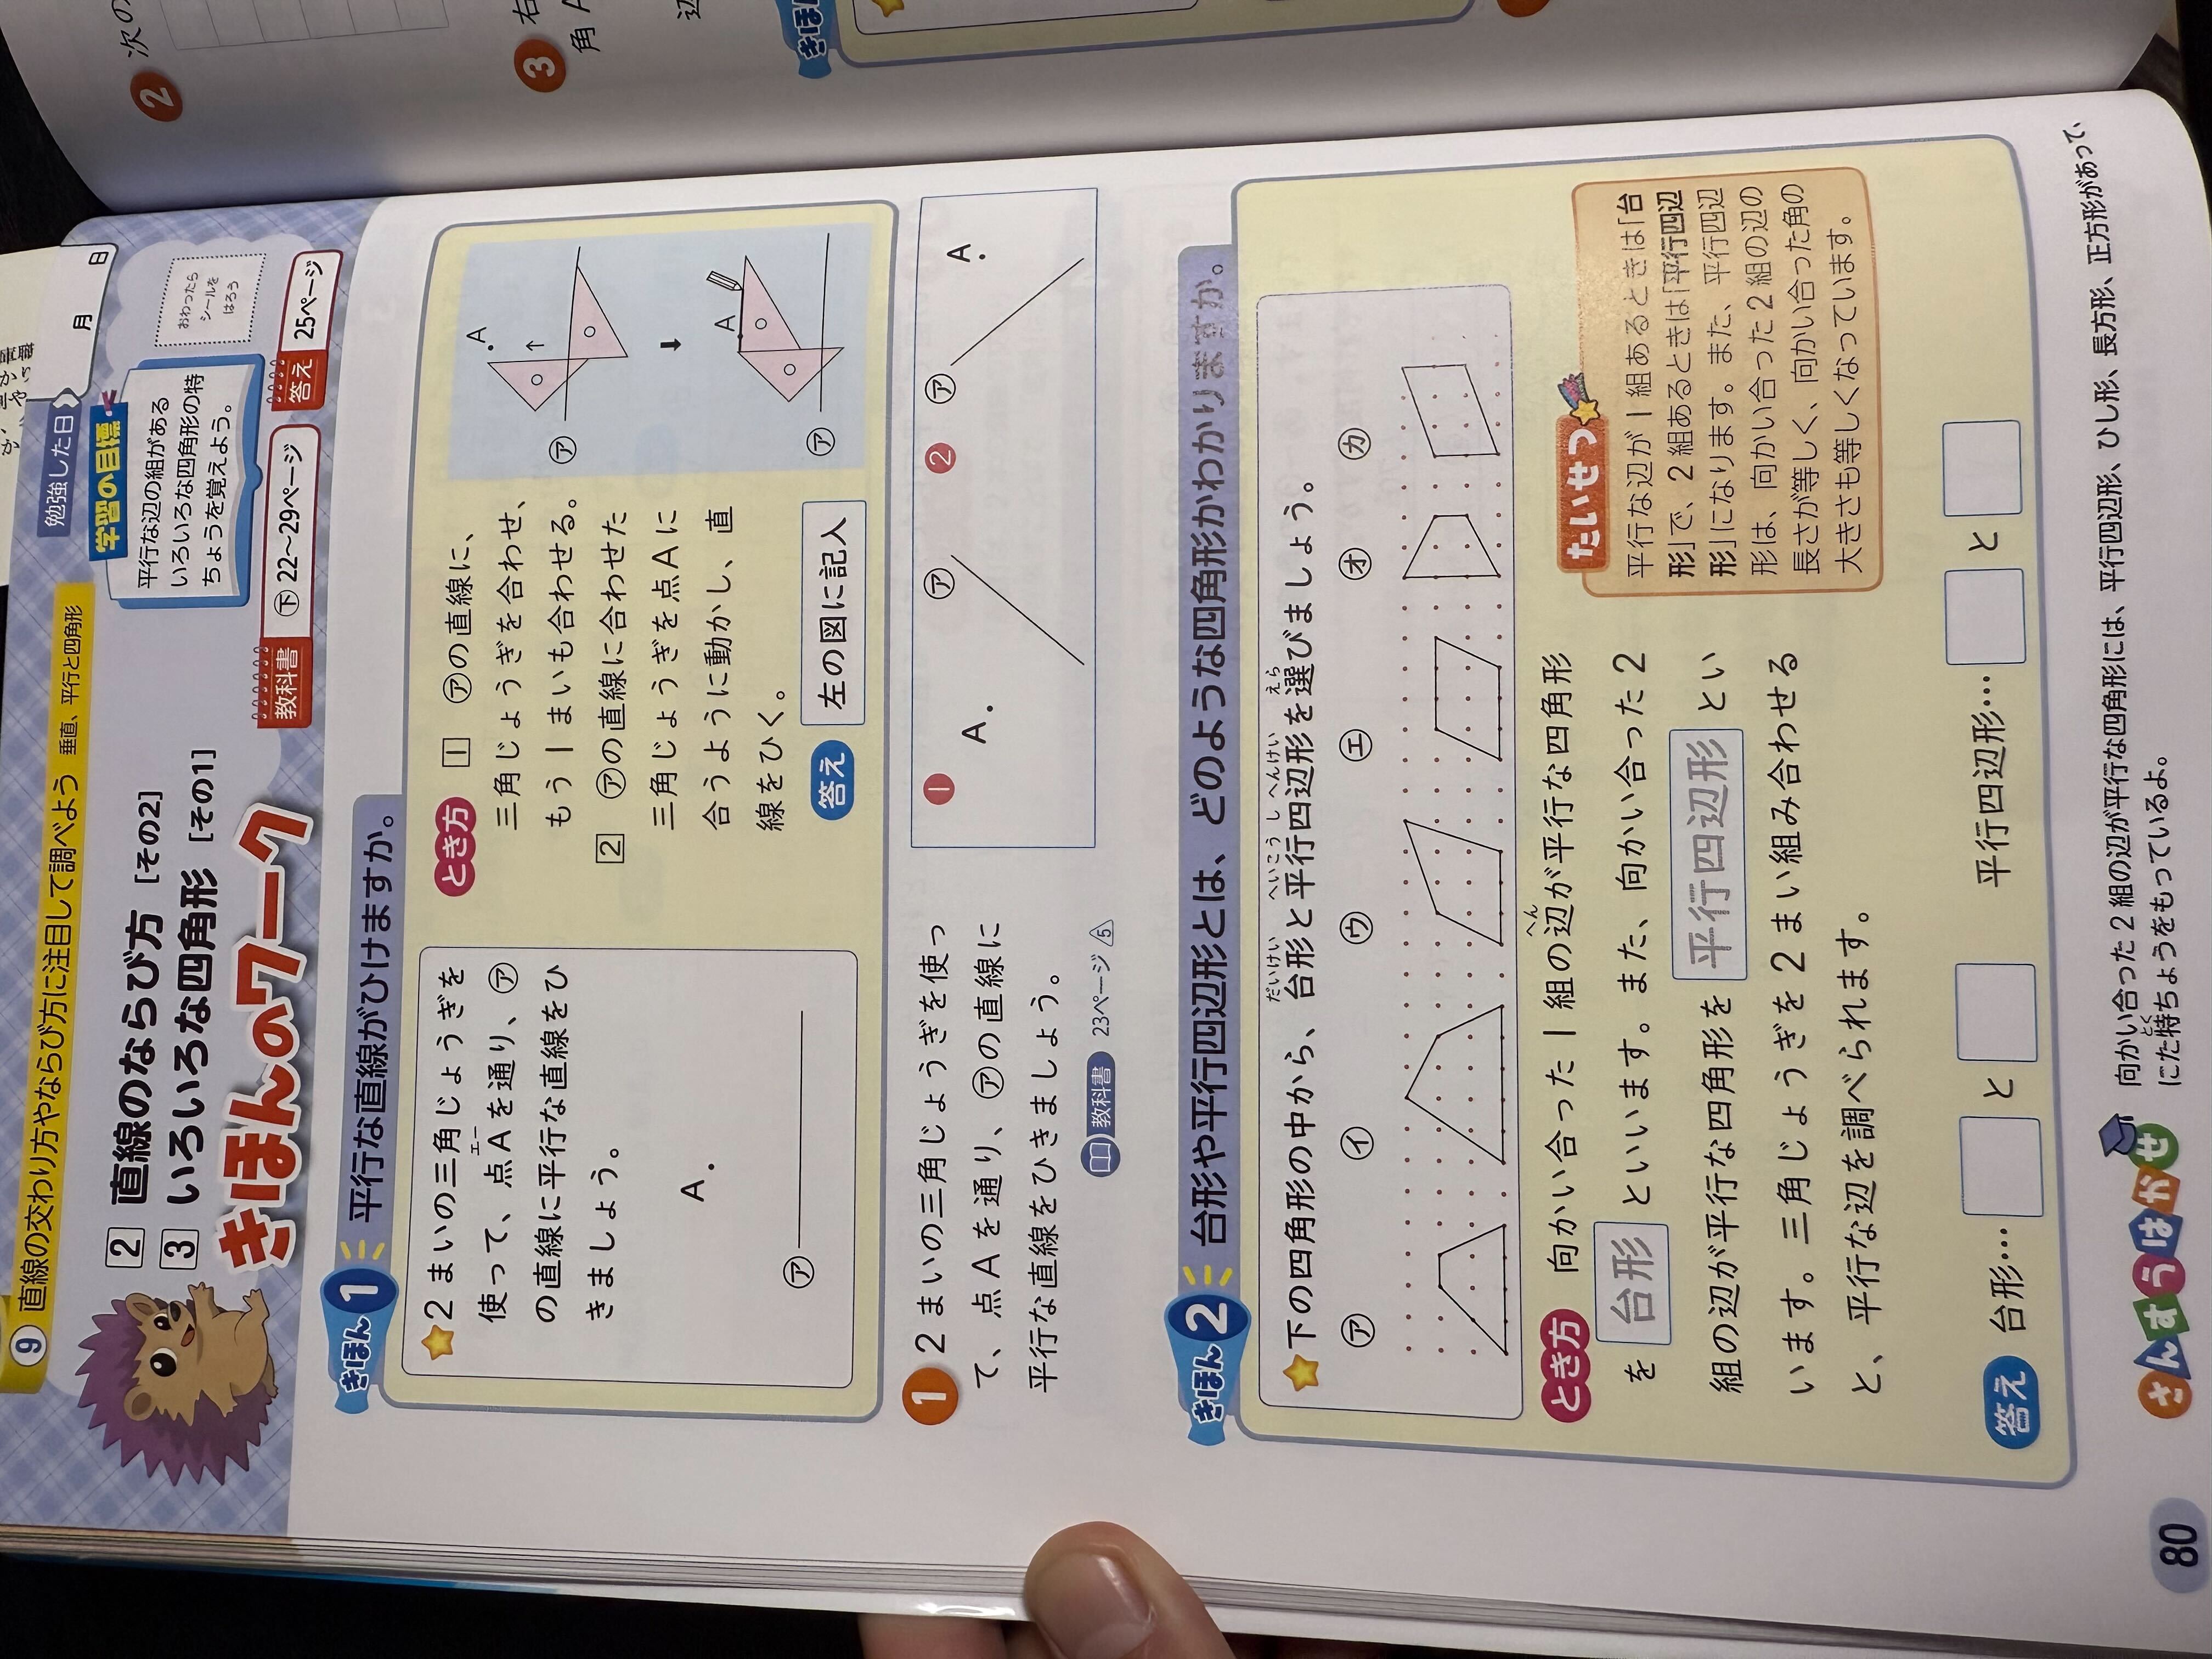 勉強した日
月
日
⑨ 直線の交わり方やならび方に注目して調べよう 垂直、平行と四角形
2 直線のならび方 [その2]
3 いろいろな四角形 [その1]
きほんのワーク
学習の目標
平行な辺の組がある
いろいろな四角形の特
ちょうを覚えよう。
おわったら
シールを
はろう
教科書 下 22〜29ページ
答え 25ページ
きほん 1 平行な直線がひけますか。
2まいの三角じょうぎを
使って、点Aを通り、㋐
エー
の直線に平行な直線をひ
きましょう。
A
㋐
とき方 1 ㋐の直線に、
三角じょうぎを合わせ、
もう1まいも合わせる。
2 ㋐の直線に合わせた
三角じょうぎを点Aに
合うように動かし、直
線をひく。
答え 左の図に記入
A
㋐
A
㋐
1 2まいの三角じょうぎを使っ
て、点Aを通り、㋐の直線に
平行な直線をひきましょう。
教科書 23ページ 5
1 A ㋐
2 ㋐ A
きほん 2 台形や平行四辺形とは、どのような四角形かわかりますか。
だいけい へいこうしへんけい えら
下の四角形の中から、台形と平行四辺形を選びましょう。
㋐ ㋑ ㋒ ㋓ ㋔ ㋕
とき方 向かい合った1組の辺が平行な四角形
へん
を 台形 といいます。また、向かい合った2
組の辺が平行な四角形を 平行四辺形 とい
います。三角じょうぎを2まい組み合わせる
と、平行な辺を調べられます。
たいせつ
平行な辺が1組あるときは「台
形」で、2組あるときは「平行四辺
形」になります。また、平行四辺
形は、向かい合った2組の辺の
長さが等しく、向かい合った角の
大きさも等しくなっています。
答え 台形… と 平行四辺形… と
さんすうはかせ
向かい合った2組の辺が平行な四角形には、平行四辺形、ひし形、長方形、正方形があって、
とく
にた特ちょうをもっているよ。
80
2 次の
3 右
角
辺
きほ